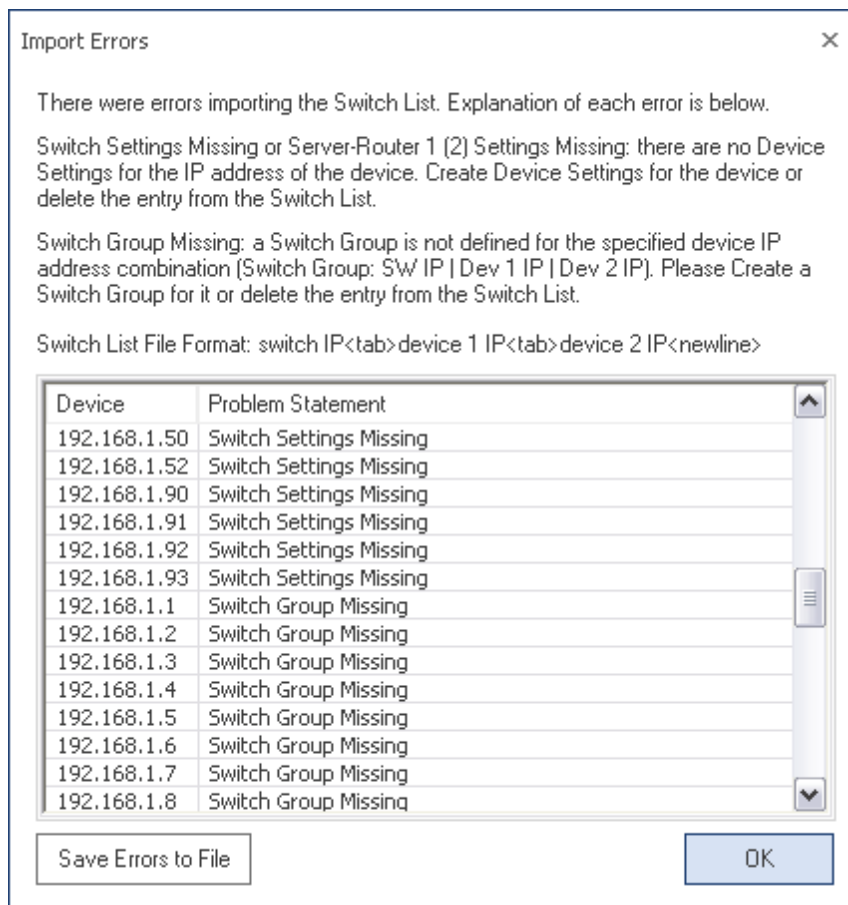 Import Errors
There were errors importing the Switch List. Explanation of each error is below.
Switch Settings Missing or Server-Router 1 (2) Settings Missing: there are no Device
Settings for the IP address of the device. Create Device Settings for the device or
delete the entry from the Switch List.
Switch Group Missing: a Switch Group is not defined for the specified device IP
address combination (Switch Group: SW IP | Dev 1 IP | Dev 2 IP). Please Create a
Switch Group for it or delete the entry from the Switch List.
Switch List File Format: switch IP<tab>device 1 IP<tab>device 2 IP<newline>
Device Problem Statement
192.168.1.50 Switch Settings Missing
192.168.1.52 Switch Settings Missing
192.168.1.90 Switch Settings Missing
192.168.1.91 Switch Settings Missing
192.168.1.92 Switch Settings Missing
192.168.1.93 Switch Settings Missing
192.168.1.1 Switch Group Missing
192.168.1.2 Switch Group Missing
192.168.1.3 Switch Group Missing
192.168.1.4 Switch Group Missing
192.168.1.5 Switch Group Missing
192.168.1.6 Switch Group Missing
192.168.1.7 Switch Group Missing
192.168.1.8 Switch Group Missing
Save Errors to File OK